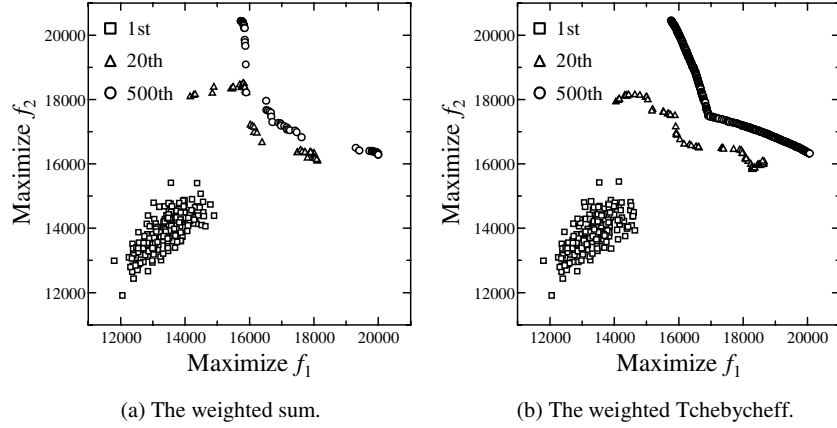 1st
20th
500th
20000
18000
16000
14000
12000
Maximize f2
12000 14000 16000 18000 20000
Maximize f1
(a) The weighted sum.
1st
20th
500th
20000
18000
16000
14000
12000
Maximize f2
12000 14000 16000 18000 20000
Maximize f1
(b) The weighted Tchebycheff.